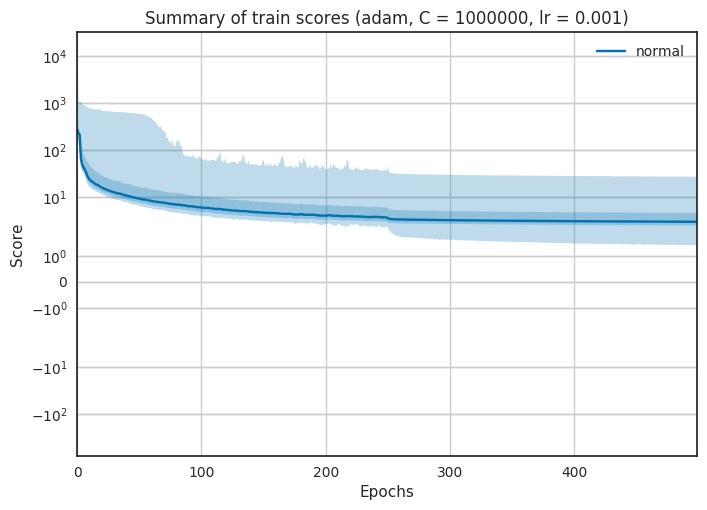 Summary of train scores (adam, C = 1000000, lr = 0.001)
normal
Score
10⁴
10³
10²
10¹
10⁰
0
−10⁰
−10¹
−10²
0 100 200 300 400
Epochs